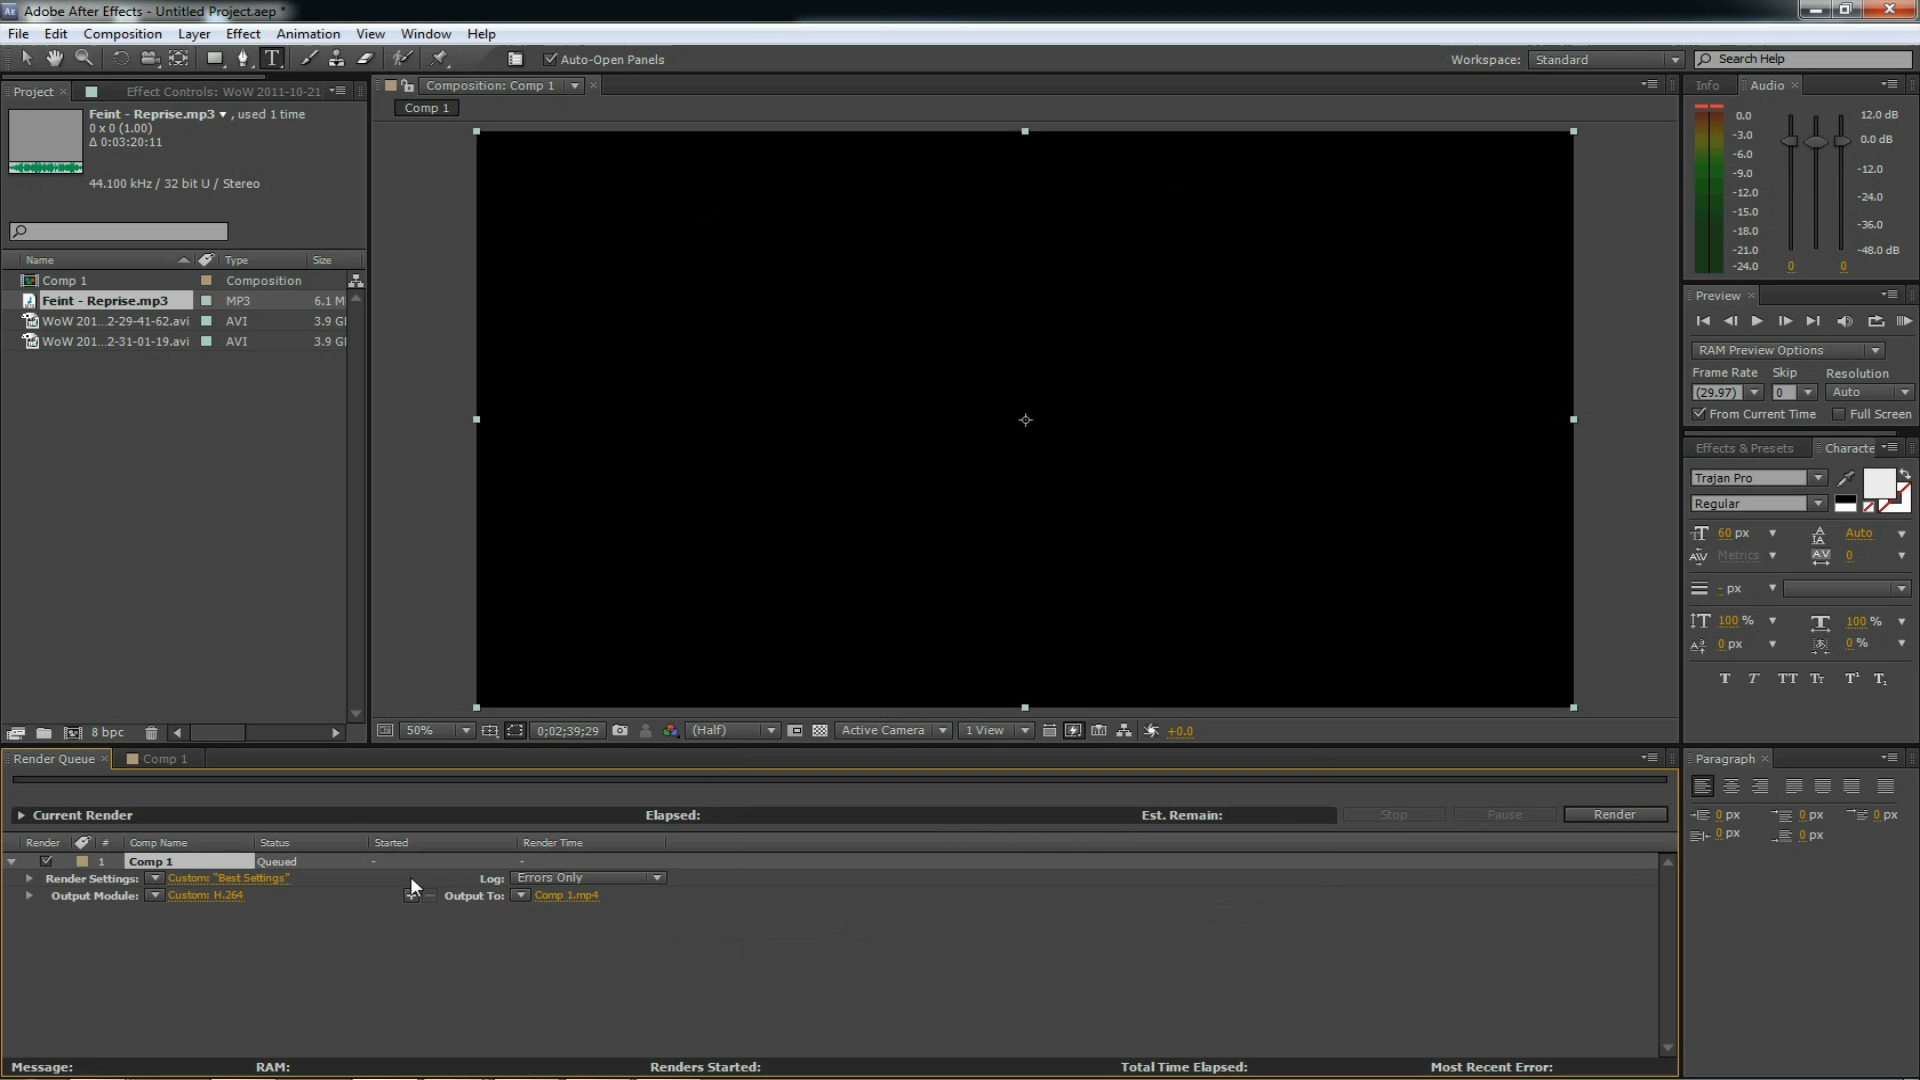 Adobe After Effects - Untitled Project.aep *
File Edit Composition Layer Effect Animation View Window Help
Auto-Open Panels Workspace: Standard Search Help
Project Effect Controls: WoW 2011-10-21
Feint - Reprise.mp3 , used 1 time
0 x 0 (1.00)
Δ 0:03:20:11
44.100 kHz / 32 bit U / Stereo
Name Type Size
Comp 1 Composition
Feint - Reprise.mp3 MP3 6.1 M
WoW 201...2-29-41-62.avi AVI 3.9 G
WoW 201...2-31-01-19.avi AVI 3.9 G
8 bpc
Composition: Comp 1
Comp 1
50% 0;02;39;29 (Half) Active Camera 1 View +0.0
Info Audio
0.0 12.0 dB
-3.0 0.0 dB
-6.0
-9.0 -12.0
-12.0
-15.0 -24.0
-18.0 -36.0
-21.0 -48.0 dB
-24.0 0 0
Preview
RAM Preview Options
Frame Rate Skip Resolution
(29.97) 0 Auto
From Current Time Full Screen
Effects & Presets Characte
Trajan Pro
Regular
60 px Auto
Metrics 0
- px
100 % 100 %
0 px 0 %
T T TT Tt T¹ T₁
Render Queue Comp 1
Current Render Elapsed: Est. Remain: Stop Pause Render
Render # Comp Name Status Started Render Time
1 Comp 1 Queued - -
Render Settings: Custom: "Best Settings" Log: Errors Only
Output Module: Custom: H.264 Output To: Comp 1.mp4
Message: RAM: Renders Started: Total Time Elapsed: Most Recent Error:
Paragraph
0 px 0 px 0 px
0 px 0 px